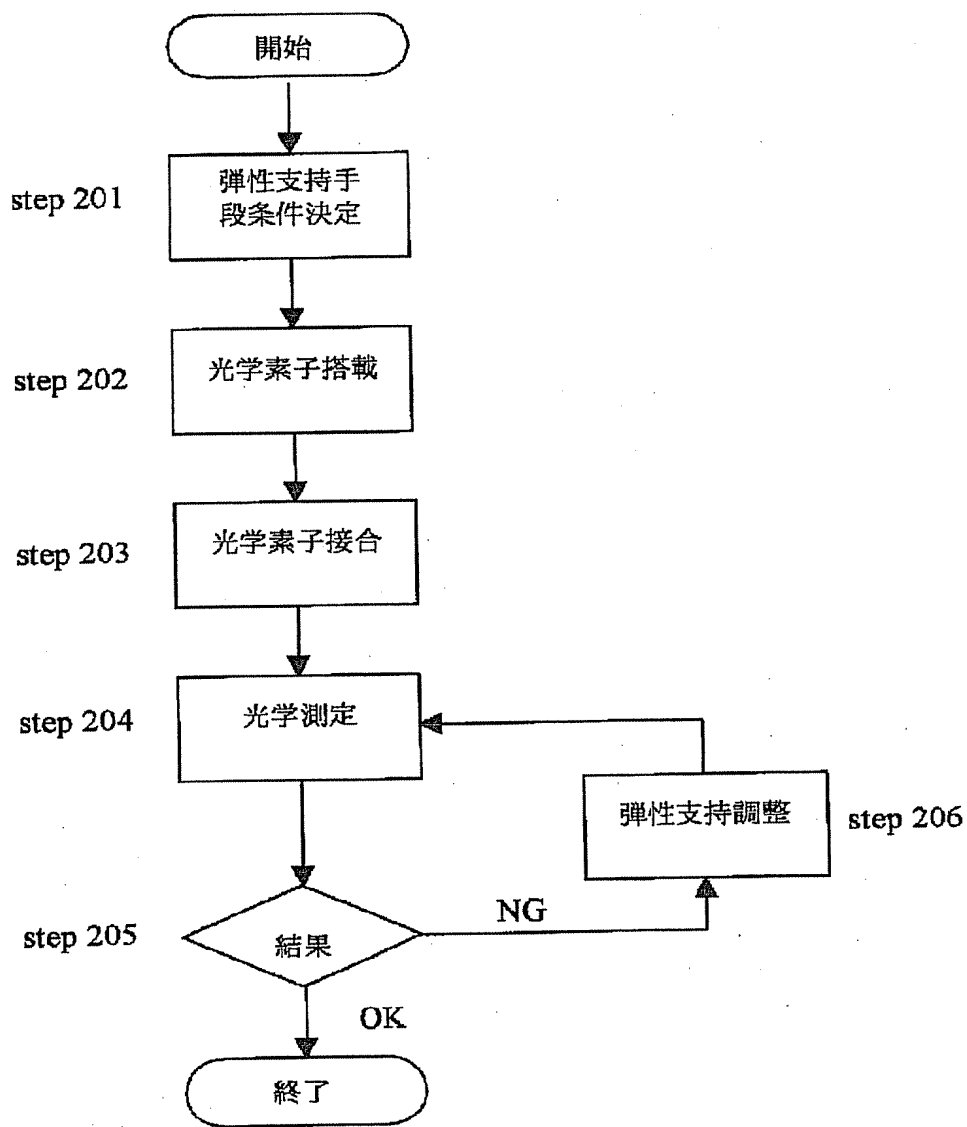 開始
step 201
弾性支持手
段条件決定
step 202
光学素子搭載
step 203
光学素子接合
step 204
光学測定
弾性支持調整
step 206
step 205
結果
NG
OK
終了